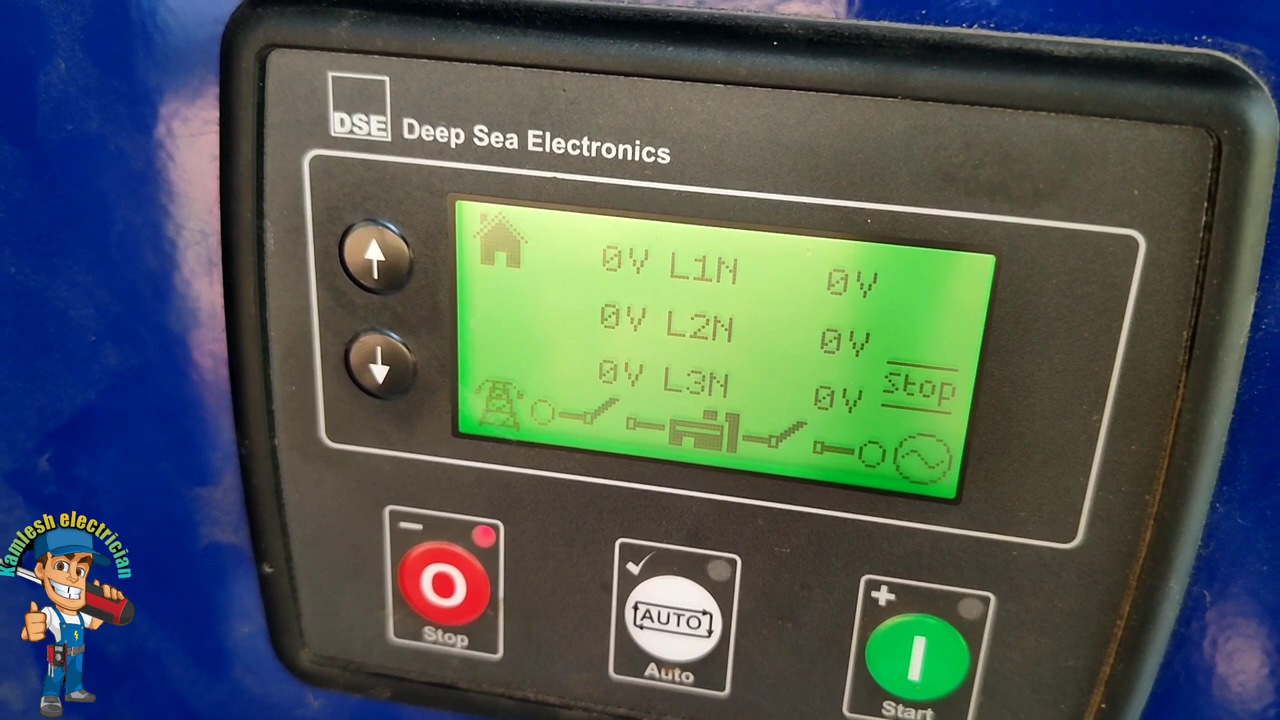 DSE Deep Sea Electronics
0V L1N 0V
0V L2N 0V
0V L3N 0V
Stop
O
Stop
AUTO
Auto
I
Start
Kamlesh electrician